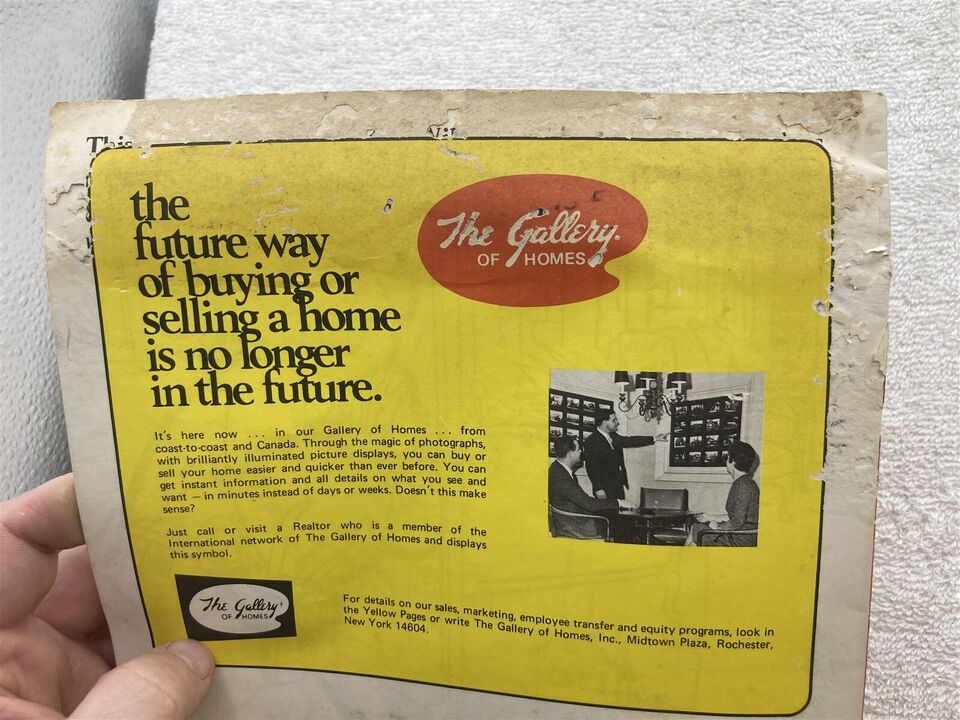 This
the
future way
of buying or
selling a home
is no longer
in the future.
The Gallery
OF HOMES
It's here now ... in our Gallery of Homes ... from
coast-to-coast and Canada. Through the magic of photographs,
with brilliantly illuminated picture displays, you can buy or
sell your home easier and quicker than ever before. You can
get instant information and all details on what you see and
want — in minutes instead of days or weeks. Doesn't this make
sense?
Just call or visit a Realtor who is a member of the
International network of The Gallery of Homes and displays
this symbol.
The Gallery
OF HOMES
For details on our sales, marketing, employee transfer and equity programs, look in
the Yellow Pages or write The Gallery of Homes, Inc., Midtown Plaza, Rochester,
New York 14604.